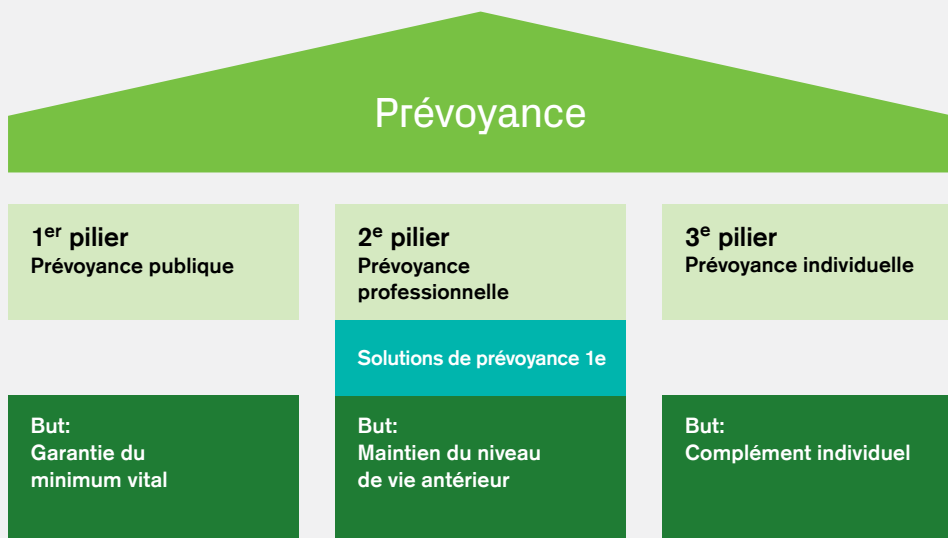 Prévoyance
1er pilier
Prévoyance publique
2e pilier
Prévoyance
professionnelle
3e pilier
Prévoyance individuelle
Solutions de prévoyance 1e
But:
Garantie du
minimum vital
But:
Maintien du niveau
de vie antérieur
But:
Complément individuel